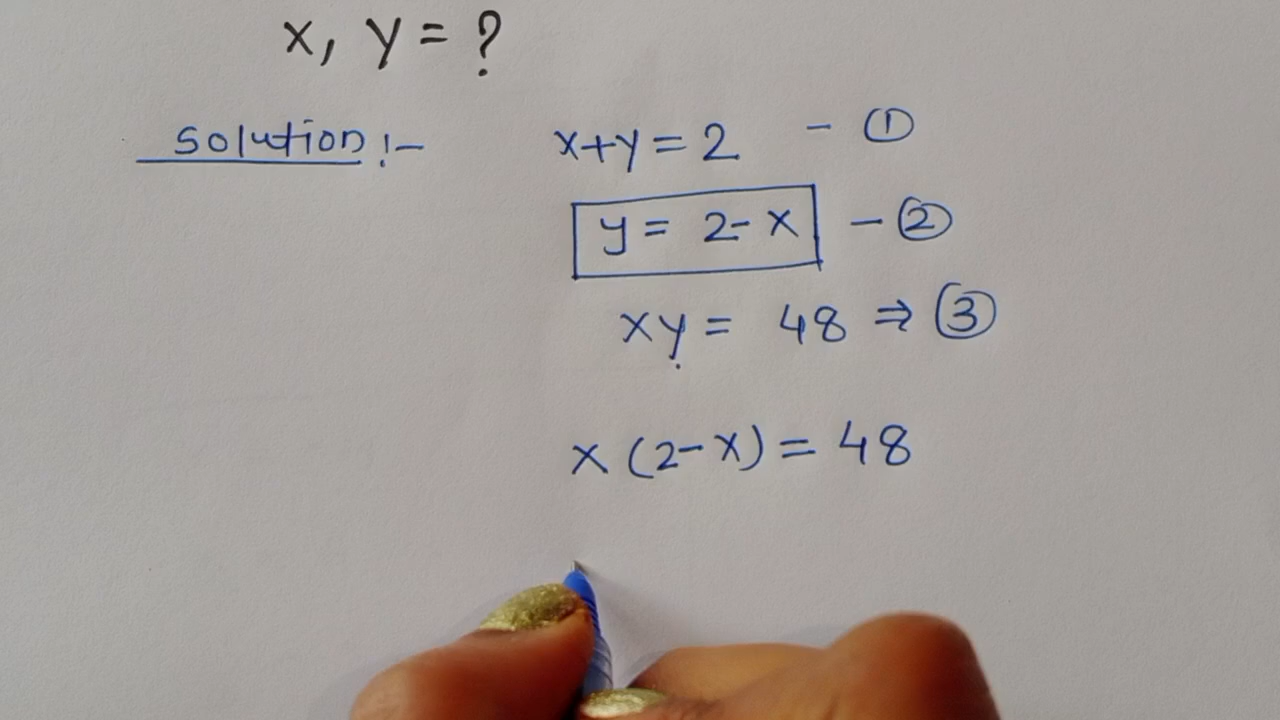 x, y = ?
Solution :-
x+y = 2 - ①
y = 2 - x - ②
xy = 48 ⇒ ③
x (2 - x) = 48